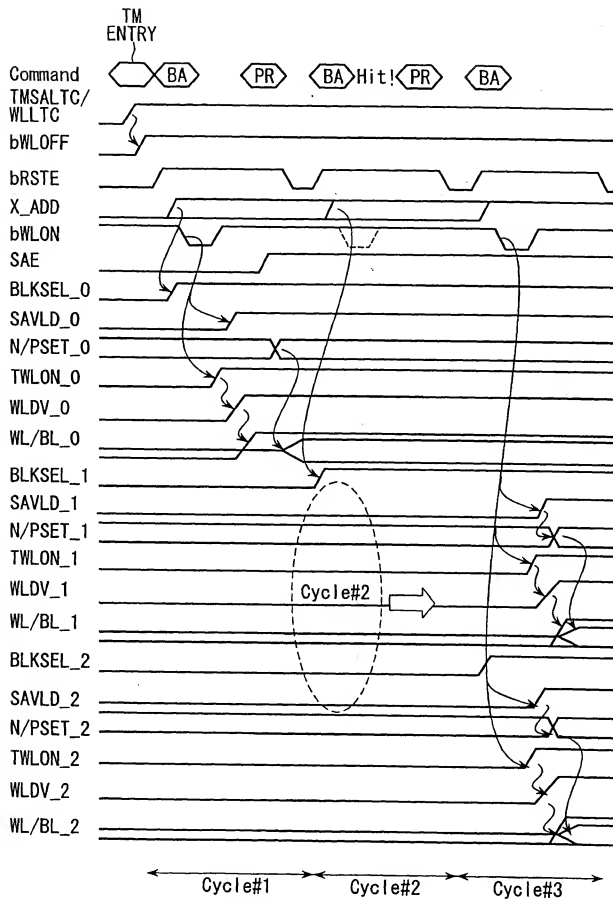 TM
ENTRY
Command BA PR BA Hit! PR BA
TMSALTC/
WLLTC
bWLOFF
bRSTE
X_ADD
bWLON
SAE
BLKSEL_0
SAVLD_0
N/PSET_0
TWLON_0
WLDV_0
WL/BL_0
BLKSEL_1
SAVLD_1
N/PSET_1
TWLON_1
WLDV_1
Cycle#2
WL/BL_1
BLKSEL_2
SAVLD_2
N/PSET_2
TWLON_2
WLDV_2
WL/BL_2
Cycle#1 Cycle#2 Cycle#3